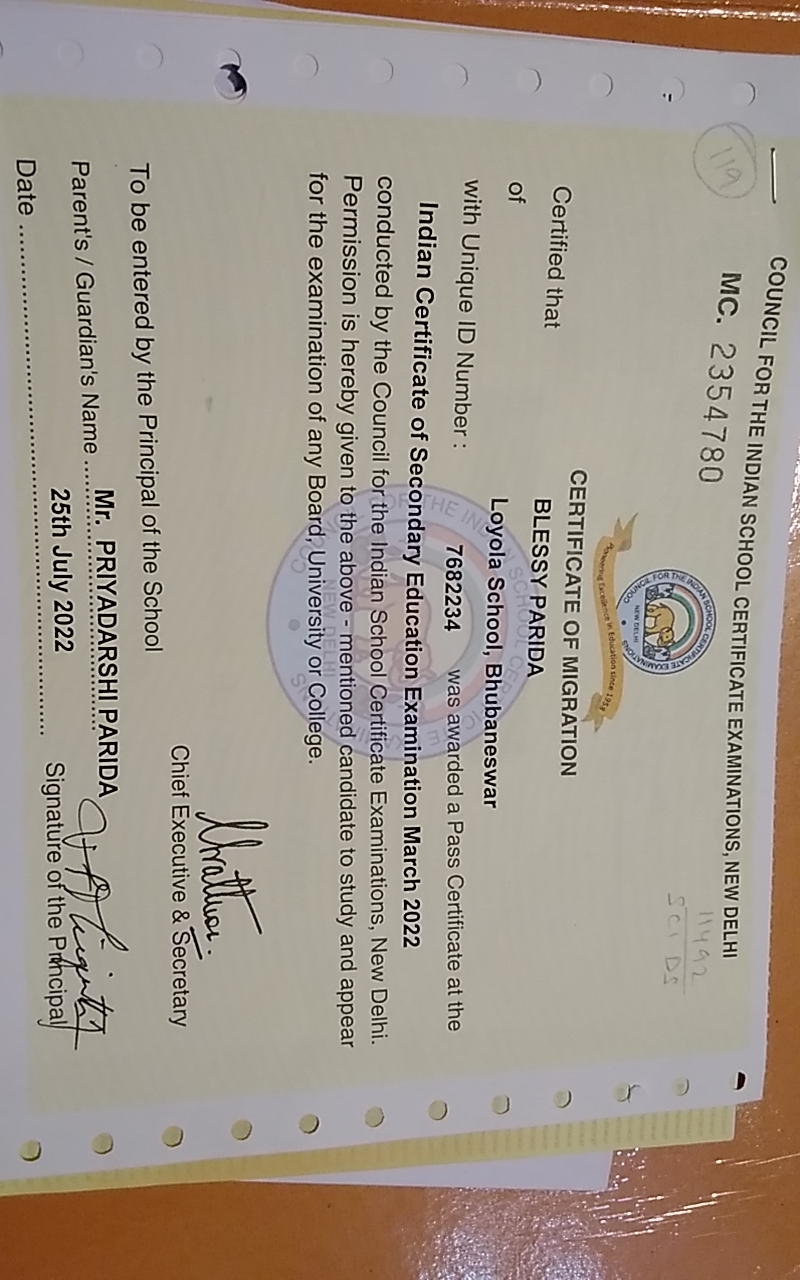 119
COUNCIL FOR THE INDIAN SCHOOL CERTIFICATE EXAMINATIONS, NEW DELHI
MC. 2354780
11492
SCI DS
COUNCIL FOR THE INDIAN SCHOOL CERTIFICATE EXAMINATIONS
NEW DELHI
Excellence in Education since 1958
CERTIFICATE OF MIGRATION
Certified that BLESSY PARIDA
of Loyola School, Bhubaneswar
with Unique ID Number : 7682234 was awarded a Pass Certificate at the
Indian Certificate of Secondary Education Examination March 2022
conducted by the Council for the Indian School Certificate Examinations, New Delhi.
Permission is hereby given to the above - mentioned candidate to study and appear
for the examination of any Board, University or College.
Chief Executive & Secretary
To be entered by the Principal of the School
Parent's / Guardian's Name ........ Mr. PRIYADARSHI PARIDA
Date ........ 25th July 2022 ........ Signature of the Principal